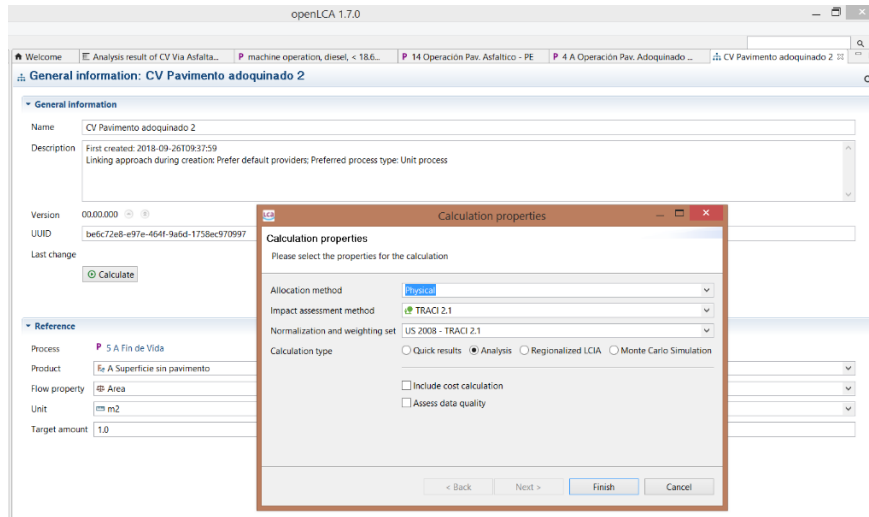 openLCA 1.7.0
Welcome
Analysis result of CV Via Asfalta...
P machine operation, diesel, < 18.6...
P 14 Operación Pav. Asfaltico - PE
P 4 A Operación Pav. Adoquinado ...
CV Pavimento adoquinado 2
General information: CV Pavimento adoquinado 2
General information
Name CV Pavimento adoquinado 2
Description First created: 2018-09-26T09:37:59
Linking approach during creation: Prefer default providers; Preferred process type: Unit process
Version 00.00.000
UUID be6c72e8-e97e-464f-9a6d-1758ec970997
Last change
Calculate
Reference
Process P 5 A Fin de Vida
Product Fe A Superficie sin pavimento
Flow property Area
Unit m2
Target amount 1.0
LCA
Calculation properties
Calculation properties
Please select the properties for the calculation
Allocation method Physical
Impact assessment method TRACI 2.1
Normalization and weighting set US 2008 - TRACI 2.1
Calculation type Quick results Analysis Regionalized LCIA Monte Carlo Simulation
Include cost calculation
Assess data quality
< Back Next > Finish Cancel